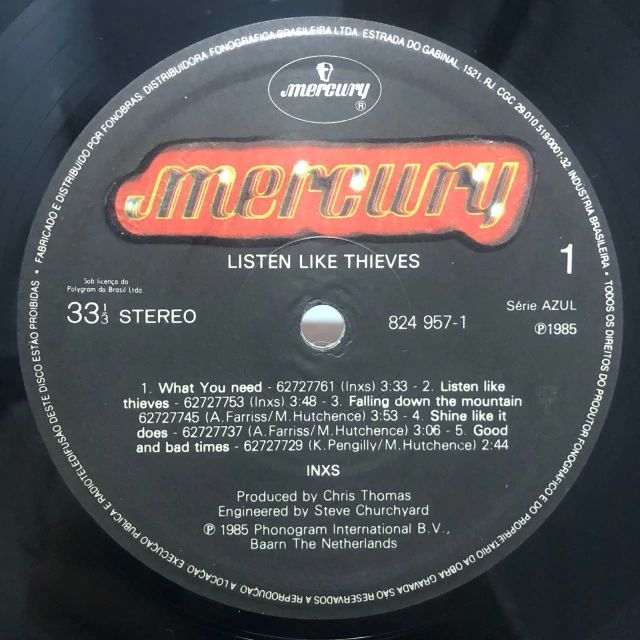 FABRICADO E DISTRIBUIDO POR FONOBRAS. DISTRIBUIDORA FONOGRÁFICA BRASILEIRA LTDA. ESTRADA DO GABINAL, 1521, RJ, CGC 29.010.519/0001-32. INDUSTRIA BRASILEIRA • TODOS OS DIREITOS DO PRODUTOR FONOGRÁFICO E DO PROPRIETARIO DA OBRA GRAVADA SÃO RESERVADOS A REPRODUÇÃO, A LOCAÇÃO, EXECUÇÃO PUBLICA E RADIOTELEDIFUSÃO DESTE DISCO ESTÃO PROIBIDAS •
mercury ®
mercury
LISTEN LIKE THIEVES
1
Sob licença da
Polygram do Brasil Ltda
33 1/3 STEREO
824 957-1
Série AZUL
℗1985
1. What You need - 62727761 (Inxs) 3:33 - 2. Listen like
thieves - 62727753 (Inxs) 3:48 - 3. Falling down the mountain
62727745 (A. Farriss/M. Hutchence) 3:53 - 4. Shine like it
does - 62727737 (A. Farriss/M. Hutchence) 3:06 - 5. Good
and bad times - 62727729 (K. Pengilly/M. Hutchence) 2:44
INXS
Produced by Chris Thomas
Engineered by Steve Churchyard
℗ 1985 Phonogram International B.V.,
Baarn The Netherlands